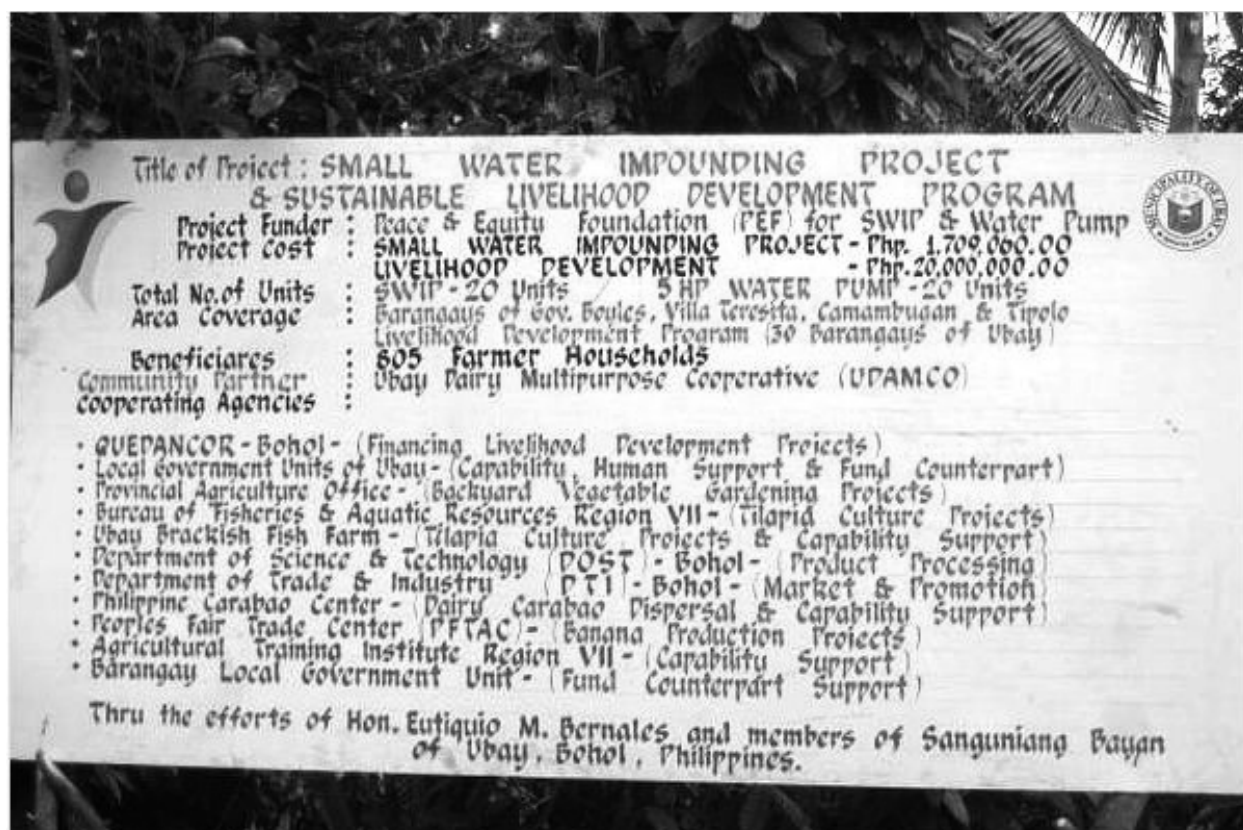 Title of Project : SMALL WATER IMPOUNDING PROJECT
& SUSTAINABLE LIVELIHOOD DEVELOPMENT PROGRAM
Project Funder : Peace & Equity Foundation (PEF) for SWIP & Water Pump
Project Cost : SMALL WATER IMPOUNDING PROJECT - Php. 1,709,060.00
LIVELIHOOD DEVELOPMENT - Php. 20,000,000.00
Total No. of Units : SWIP - 20 Units 5 HP WATER PUMP - 20 Units
Area Coverage : Barangays of Gov. Boyles, Villa Teresita, Camambugan & Tipolo
: Livelihood Development Program (30 Barangays of Ubay)
Beneficiares : 605 Farmer Households
Community Partner : Ubay Dairy Multipurpose Cooperative (UDAMCO)
Cooperating Agencies :
• QUEDANCOR - Bohol - (Financing Livelihood Development Projects)
• Local Government Units of Ubay - (Capability, Human Support & Fund Counterpart)
• Provincial Agriculture Office - (Backyard Vegetable Gardening Projects)
• Bureau of Fisheries & Aquatic Resources Region VII - (Tilapia Culture Projects)
• Ubay Brackish Fish Farm - (Tilapia Culture Projects & Capability Support)
• Department of Science & Technology (DOST) - Bohol - (Product Processing)
• Department of Trade & Industry (DTI) - Bohol - (Market & Promotion)
• Philippine Carabao Center - (Dairy Carabao Dispersal & Capability Support)
• Peoples Fair Trade Center (PFTAC) - (Banana Production Projects)
• Agricultural Training Institute Region VII - (Capability Support)
• Barangay Local Government Unit - (Fund Counterpart Support)
Thru the efforts of Hon. Eutiquio M. Bernales and members of Sanguniang Bayan
of Ubay, Bohol, Philippines.
MUNICIPALITY OF UBAY